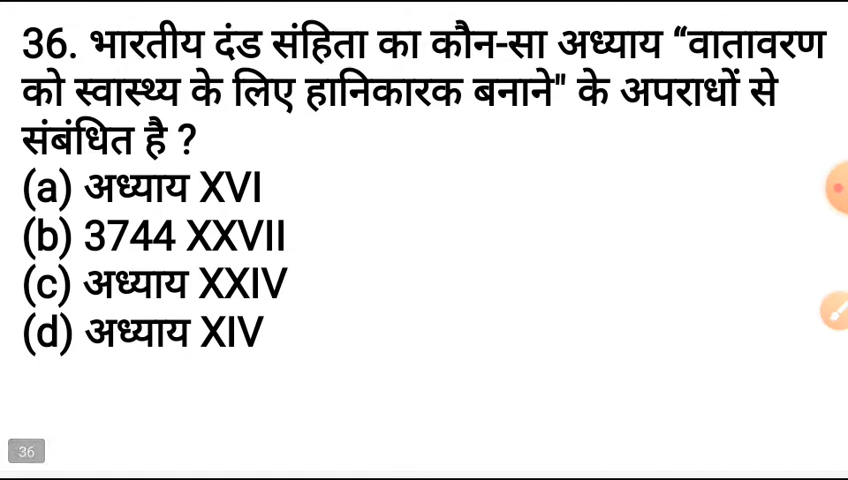 36. भारतीय दंड संहिता का कौन-सा अध्याय “वातावरण
को स्वास्थ्य के लिए हानिकारक बनाने" के अपराधों से
संबंधित है ?
(a) अध्याय XVI
(b) 3744 XXVII
(c) अध्याय XXIV
(d) अध्याय XIV
36